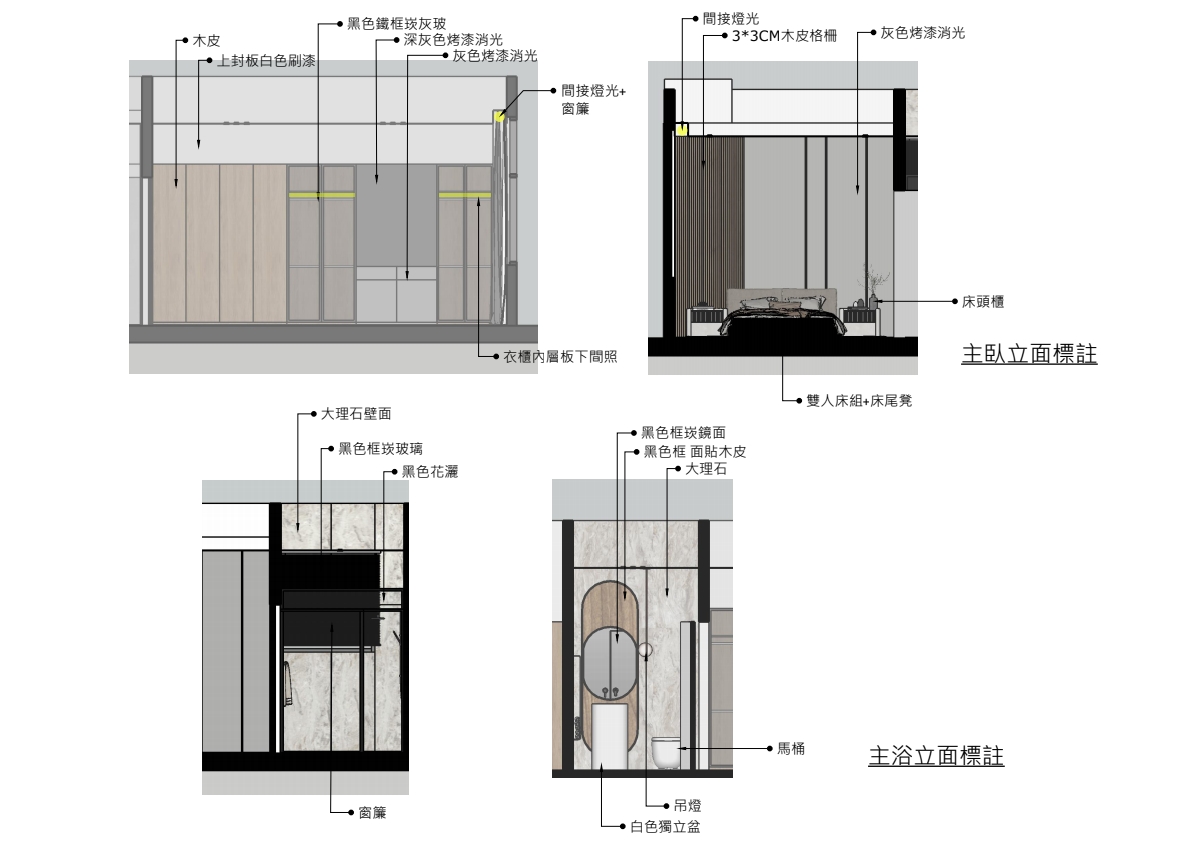 黑色鐵框崁灰玻
木皮
深灰色烤漆消光
上封板白色刷漆
灰色烤漆消光
間接燈光+
窗簾
衣櫃內層板下間照
間接燈光
3*3CM木皮格柵
灰色烤漆消光
床頭櫃
主臥立面標註
雙人床組+床尾凳
大理石壁面
黑色框崁玻璃
黑色花灑
窗簾
黑色框崁鏡面
黑色框 面貼木皮
大理石
馬桶
主浴立面標註
吊燈
白色獨立盆